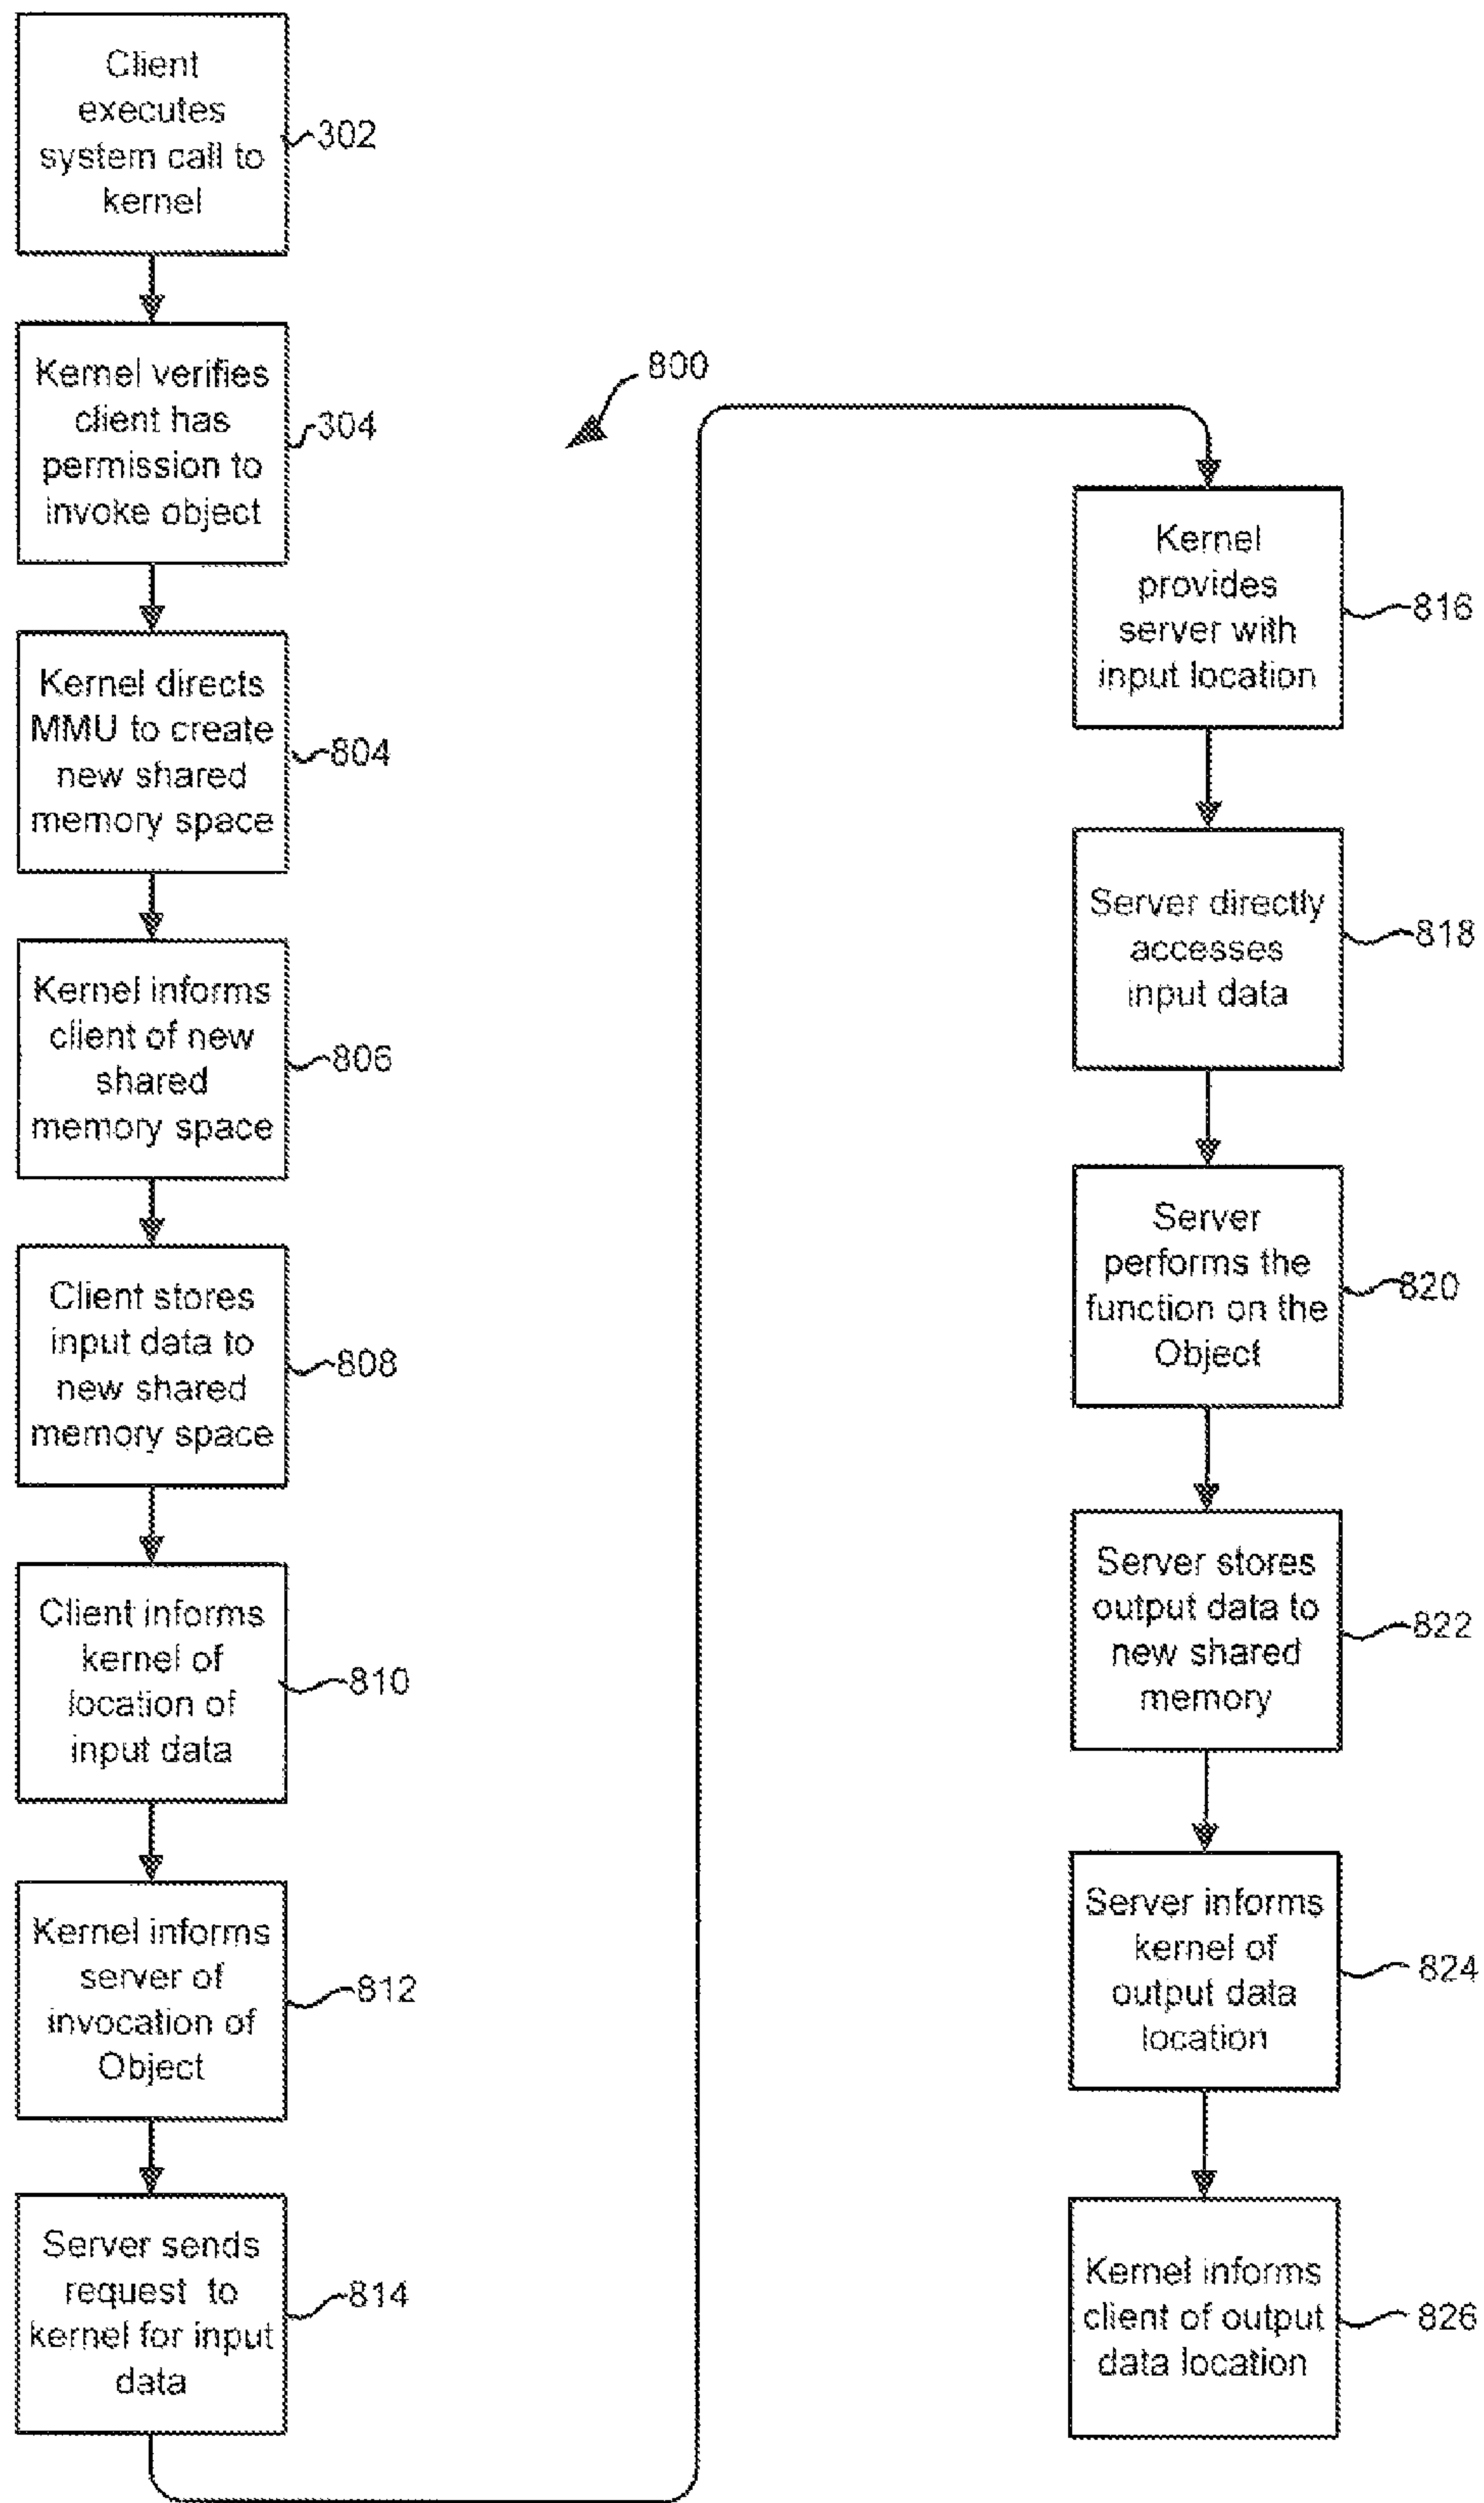 Client
executes
system call to
kernel
302
Kernel verifies
client has
permission to
invoke object
304
Kernel directs
MMU to create
new shared
memory space
804
Kernel informs
client of new
shared
memory space
806
Client stores
input data to
new shared
memory space
808
Client informs
kernel of
location of
input data
810
Kernel informs
server of
invocation of
Object
812
Server sends
request to
kernel for input
data
814
800
Kernel
provides
server with
input location
816
Server directly
accesses
input data
818
Server
performs the
function on the
Object
820
Server stores
output data to
new shared
memory
822
Server informs
kernel of
output data
location
824
Kernel informs
client of output
data location
826